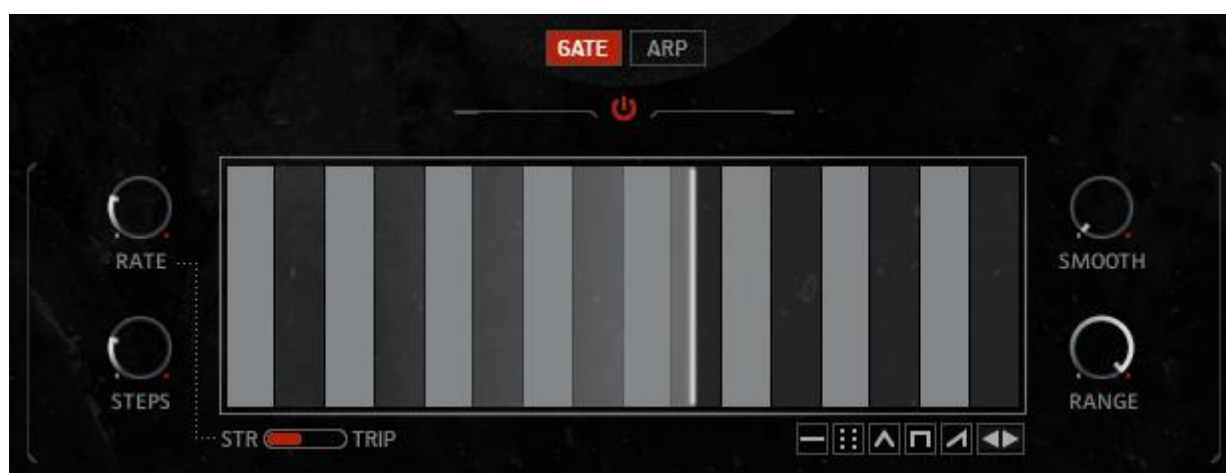 GATE ARP
RATE
SMOOTH
STEPS
RANGE
STR TRIP